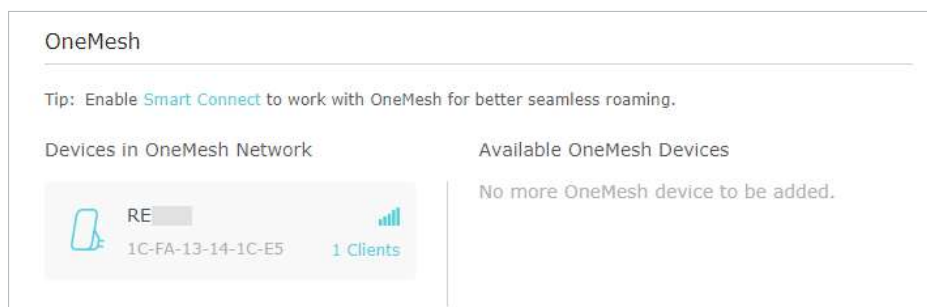 OneMesh
Tip: Enable Smart Connect to work with OneMesh for better seamless roaming.
Devices in OneMesh Network
RE
1C-FA-13-14-1C-E5
1 Clients
Available OneMesh Devices
No more OneMesh device to be added.